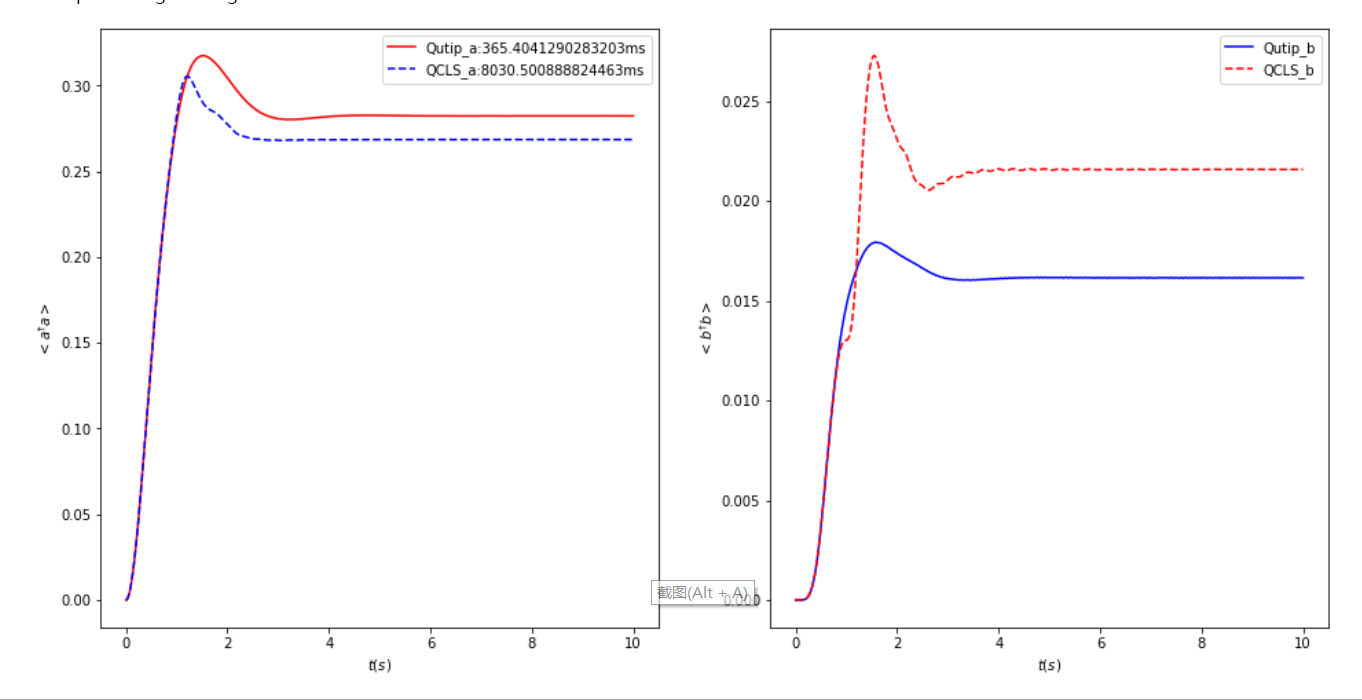 Qutip_a:365.4041290283203ms
QCLS_a:8030.500888824463ms
0.30
0.25
0.20
0.15
0.10
0.05
0.00
<a†a>
0 2 4 6 8 10
t(s)
Qutip_b
QCLS_b
0.025
0.020
0.015
0.010
0.005
0.000
<b†b>
0 2 4 6 8 10
t(s)
截图(Alt + A)